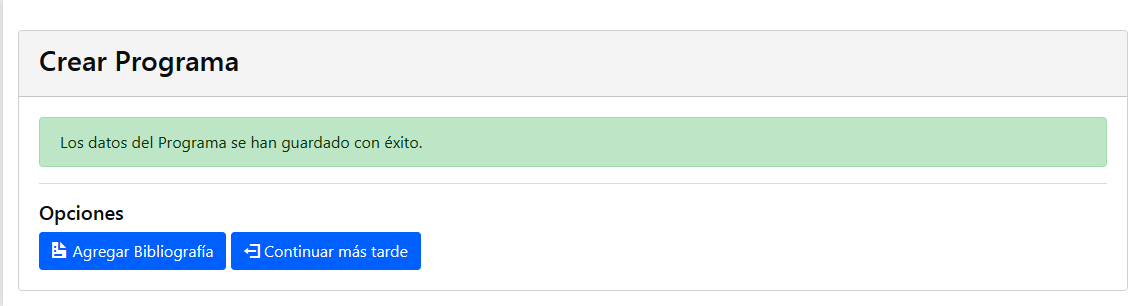 Crear Programa
Los datos del Programa se han guardado con éxito.
Opciones
Agregar Bibliografía Continuar más tarde